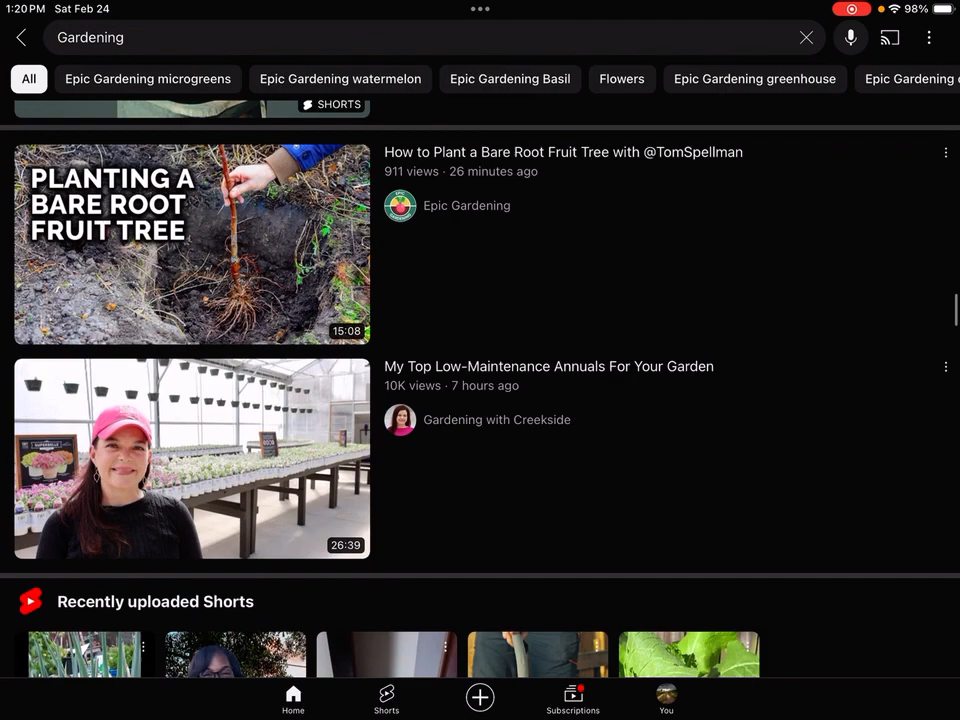 1:20 PM Sat Feb 24
98%
Gardening
All
Epic Gardening microgreens
Epic Gardening watermelon
Epic Gardening Basil
Flowers
Epic Gardening greenhouse
Epic Gardening
SHORTS
PLANTING A
BARE ROOT
FRUIT TREE
15:08
How to Plant a Bare Root Fruit Tree with @TomSpellman
911 views · 26 minutes ago
Epic Gardening
26:39
My Top Low-Maintenance Annuals For Your Garden
10K views · 7 hours ago
Gardening with Creekside
Recently uploaded Shorts
Home
Shorts
Subscriptions
You